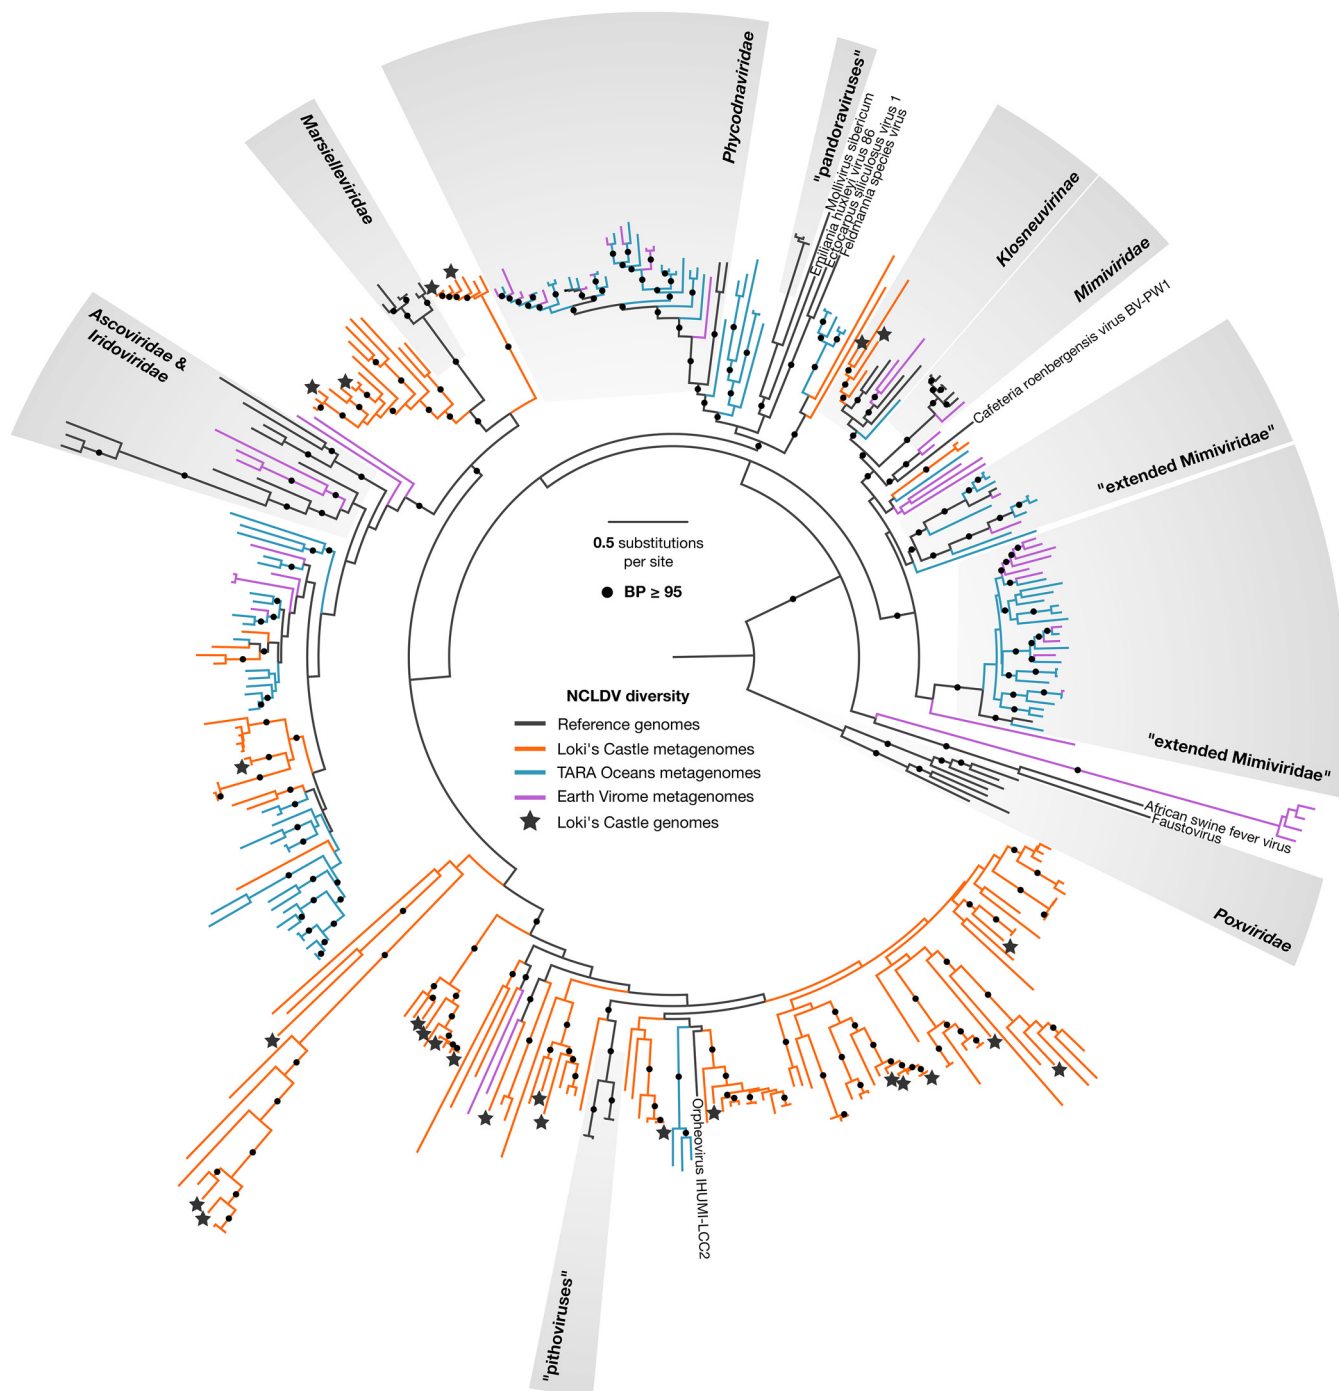 Phycodnaviridae
"pandoraviruses"
Mollivirus sibericum
Emiliania huxleyi virus 86
Ectocarpus siliculosus virus 1
Feldmannia species virus
Marsielleviridae
Klosneuvirinae
Mimiviridae
Cafeteria roenbergensis virus BV-PW1
Ascoviridae &
Iridoviridae
"extended Mimiviridae"
0.5 substitutions
per site
BP ≥ 95
NCLDV diversity
Reference genomes
Loki's Castle metagenomes
TARA Oceans metagenomes
Earth Virome metagenomes
Loki's Castle genomes
"extended Mimiviridae"
African swine fever virus
Faustovirus
Poxviridae
Orpheovirus IHUMI-LCC2
"pithoviruses"